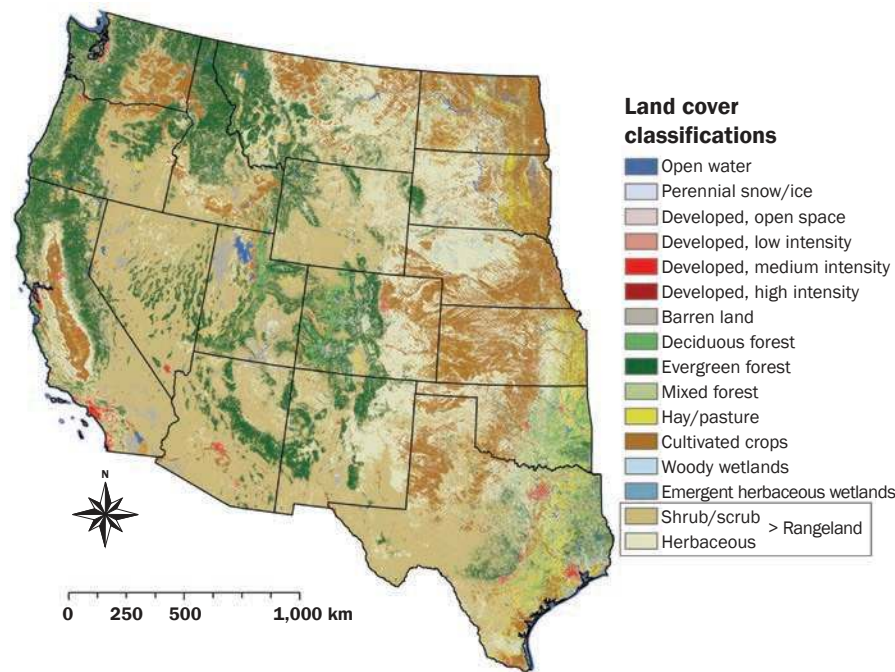 Land cover
classifications
Open water
Perennial snow/ice
Developed, open space
Developed, low intensity
Developed, medium intensity
Developed, high intensity
Barren land
Deciduous forest
Evergreen forest
Mixed forest
Hay/pasture
Cultivated crops
Woody wetlands
Emergent herbaceous wetlands
Shrub/scrub
> Rangeland
Herbaceous
N
0 250 500 1,000 km